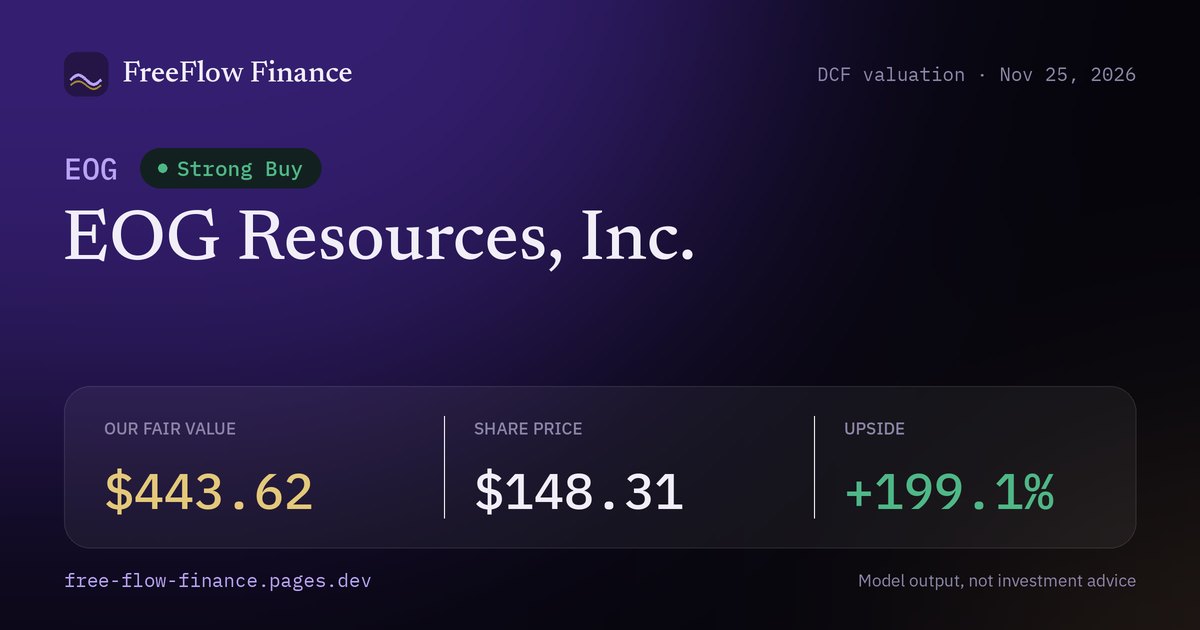 FreeFlow Finance
DCF valuation · Nov 25, 2026
EOG
Strong Buy
EOG Resources, Inc.
OUR FAIR VALUE
$443.62
SHARE PRICE
$148.31
UPSIDE
+199.1%
free-flow-finance.pages.dev
Model output, not investment advice